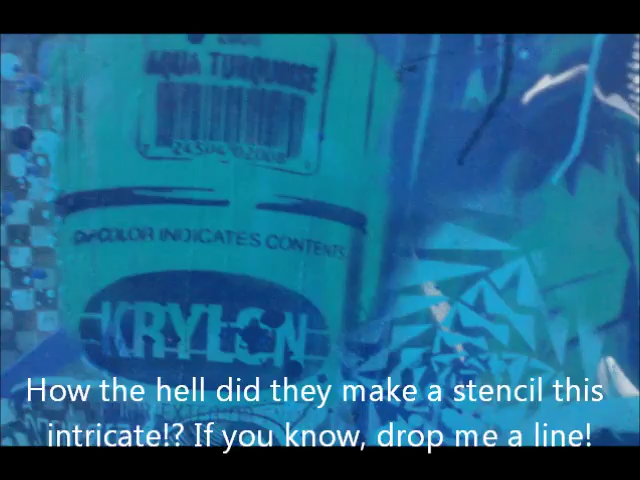 AQUA TURQUOISE
COLOR INDICATES CONTENTS
KRYLON
How the hell did they make a stencil this
intricate!? If you know, drop me a line!